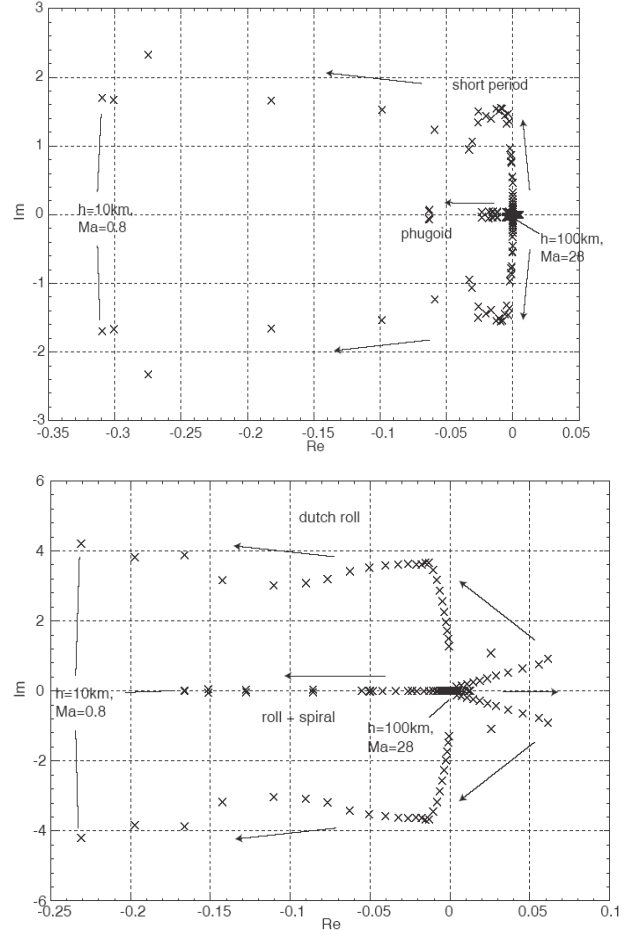 3
2
1
0
-1
-2
-3
Im
short period
phugoid
h=10km,
Ma=0.8
h=100km,
Ma=28
-0.35
-0.3
-0.25
-0.2
-0.15
-0.1
-0.05
0
0.05
Re
6
4
2
0
-2
-4
-6
Im
dutch roll
h=10km,
Ma=0.8
roll + spiral
h=100km,
Ma=28
-0.25
-0.2
-0.15
-0.1
-0.05
0
0.05
0.1
Re